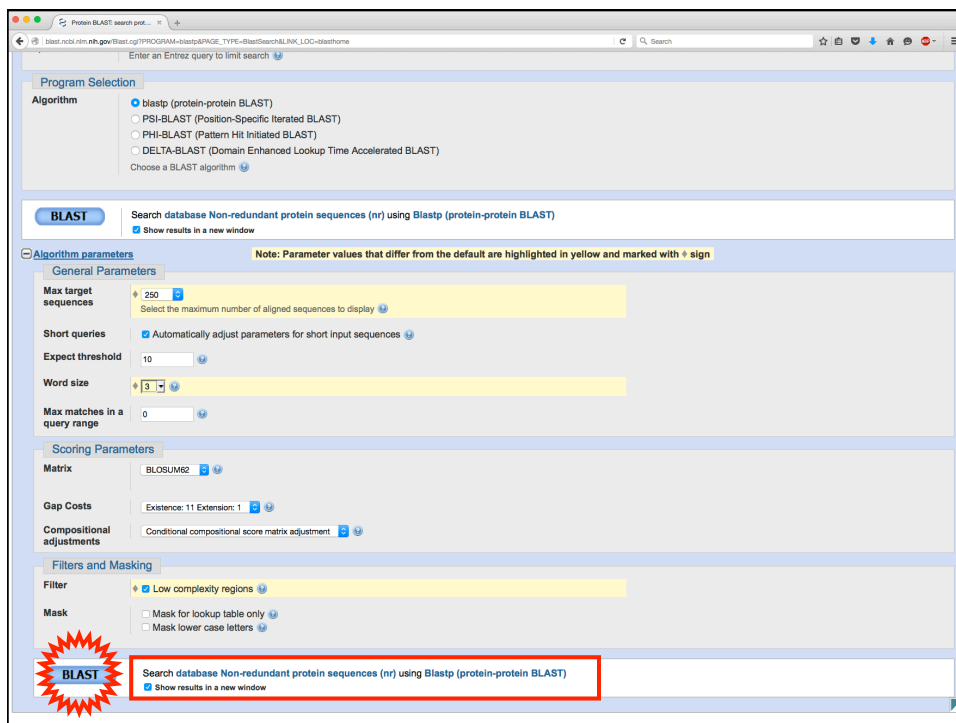 Protein BLAST: search prot...
blast.ncbi.nlm.nih.gov/Blast.cgi?PROGRAM=blastp&PAGE_TYPE=BlastSearch&LINK_LOC=blasthome
Search
Enter an Entrez query to limit search
Program Selection
Algorithm
blastp (protein-protein BLAST)
PSI-BLAST (Position-Specific Iterated BLAST)
PHI-BLAST (Pattern Hit Initiated BLAST)
DELTA-BLAST (Domain Enhanced Lookup Time Accelerated BLAST)
Choose a BLAST algorithm
BLAST
Search database Non-redundant protein sequences (nr) using Blastp (protein-protein BLAST)
Show results in a new window
Algorithm parameters
Note: Parameter values that differ from the default are highlighted in yellow and marked with ♦ sign
General Parameters
Max target sequences
250
Select the maximum number of aligned sequences to display
Short queries
Automatically adjust parameters for short input sequences
Expect threshold
10
Word size
3
Max matches in a query range
0
Scoring Parameters
Matrix
BLOSUM62
Gap Costs
Existence: 11 Extension: 1
Compositional adjustments
Conditional compositional score matrix adjustment
Filters and Masking
Filter
Low complexity regions
Mask
Mask for lookup table only
Mask lower case letters
BLAST
Search database Non-redundant protein sequences (nr) using Blastp (protein-protein BLAST)
Show results in a new window